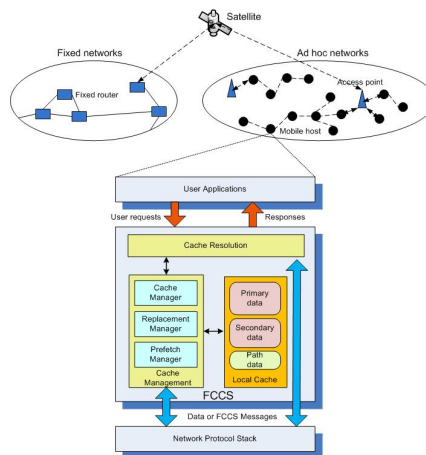 Satellite
Fixed networks
Ad hoc networks
Fixed router
Access point
Mobile host
User Applications
User requests
Responses
Cache Resolution
Cache
Manager
Replacement
Manager
Prefetch
Manager
Cache
Management
Primary
data
Secondary
data
Path
data
Local Cache
FCCS
Data or FCCS Messages
Network Protocol Stack